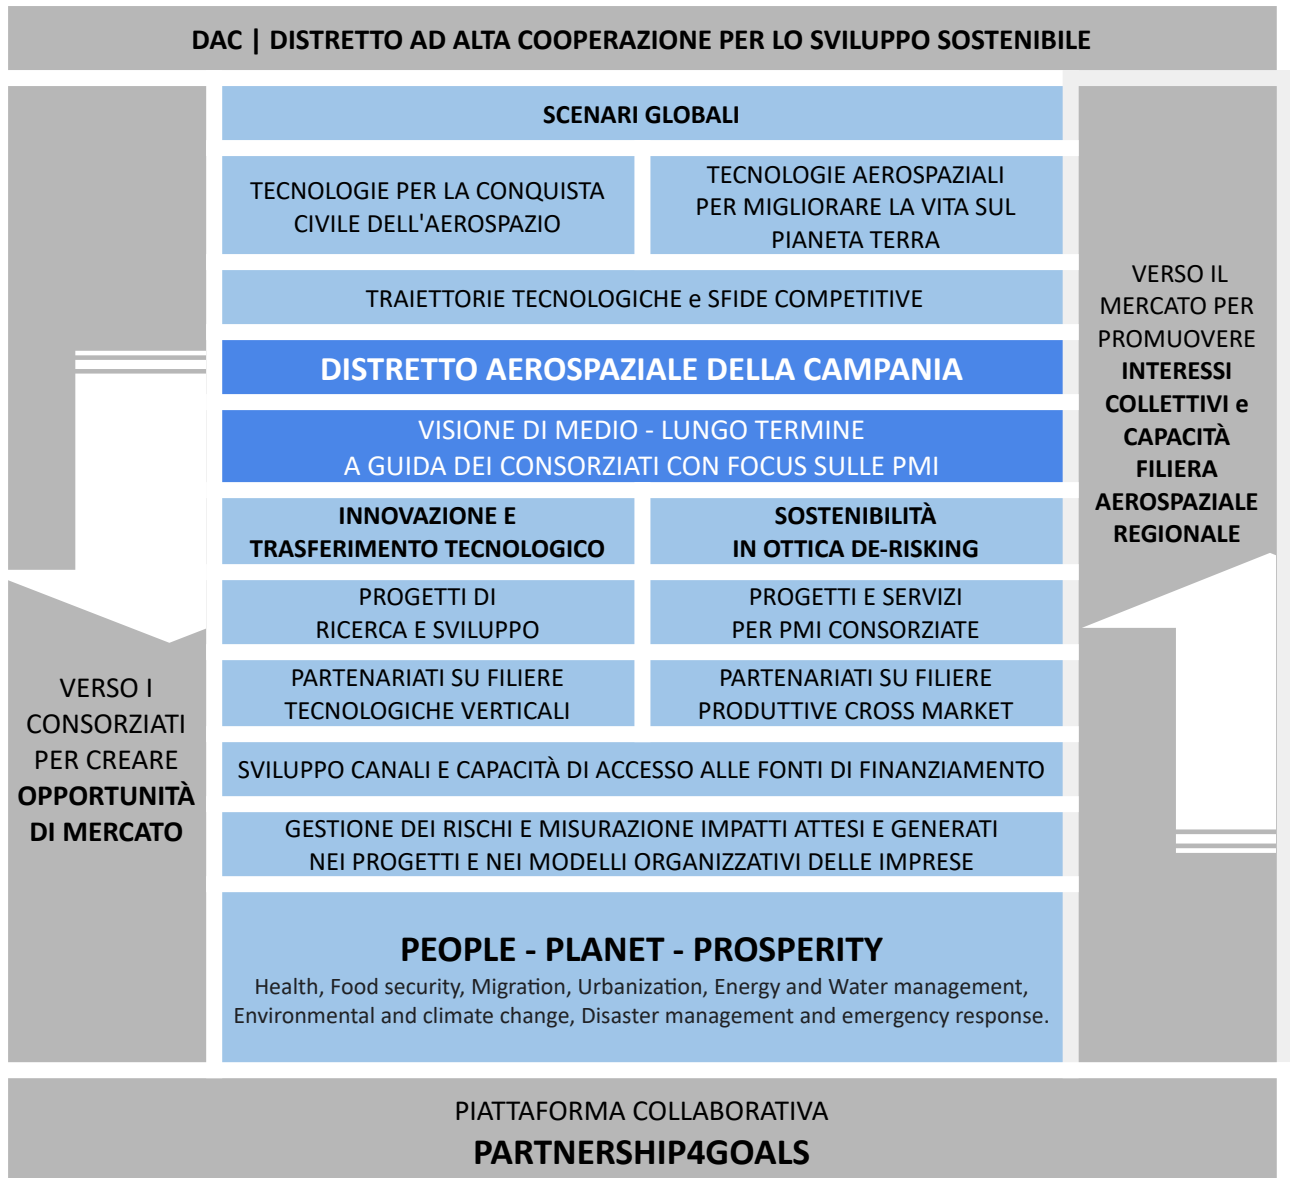 DAC | DISTRETTO AD ALTA COOPERAZIONE PER LO SVILUPPO SOSTENIBILE
SCENARI GLOBALI
TECNOLOGIE PER LA CONQUISTA
CIVILE DELL'AEROSPAZIO
TECNOLOGIE AEROSPAZIALI
PER MIGLIORARE LA VITA SUL
PIANETA TERRA
TRAIETTORIE TECNOLOGICHE e SFIDE COMPETITIVE
DISTRETTO AEROSPAZIALE DELLA CAMPANIA
VISIONE DI MEDIO - LUNGO TERMINE
A GUIDA DEI CONSORZIATI CON FOCUS SULLE PMI
INNOVAZIONE E
TRASFERIMENTO TECNOLOGICO
SOSTENIBILITÀ
IN OTTICA DE-RISKING
PROGETTI DI
RICERCA E SVILUPPO
PROGETTI E SERVIZI
PER PMI CONSORZIATE
PARTENARIATI SU FILIERE
TECNOLOGICHE VERTICALI
PARTENARIATI SU FILIERE
PRODUTTIVE CROSS MARKET
SVILUPPO CANALI E CAPACITÀ DI ACCESSO ALLE FONTI DI FINANZIAMENTO
GESTIONE DEI RISCHI E MISURAZIONE IMPATTI ATTESI E GENERATI
NEI PROGETTI E NEI MODELLI ORGANIZZATIVI DELLE IMPRESE
PEOPLE - PLANET - PROSPERITY
Health, Food security, Migration, Urbanization, Energy and Water management,
Environmental and climate change, Disaster management and emergency response.
VERSO I
CONSORZIATI
PER CREARE
OPPORTUNITÀ
DI MERCATO
VERSO IL
MERCATO PER
PROMUOVERE
INTERESSI
COLLETTIVI e
CAPACITÀ
FILIERA
AEROSPAZIALE
REGIONALE
PIATTAFORMA COLLABORATIVA
PARTNERSHIP4GOALS